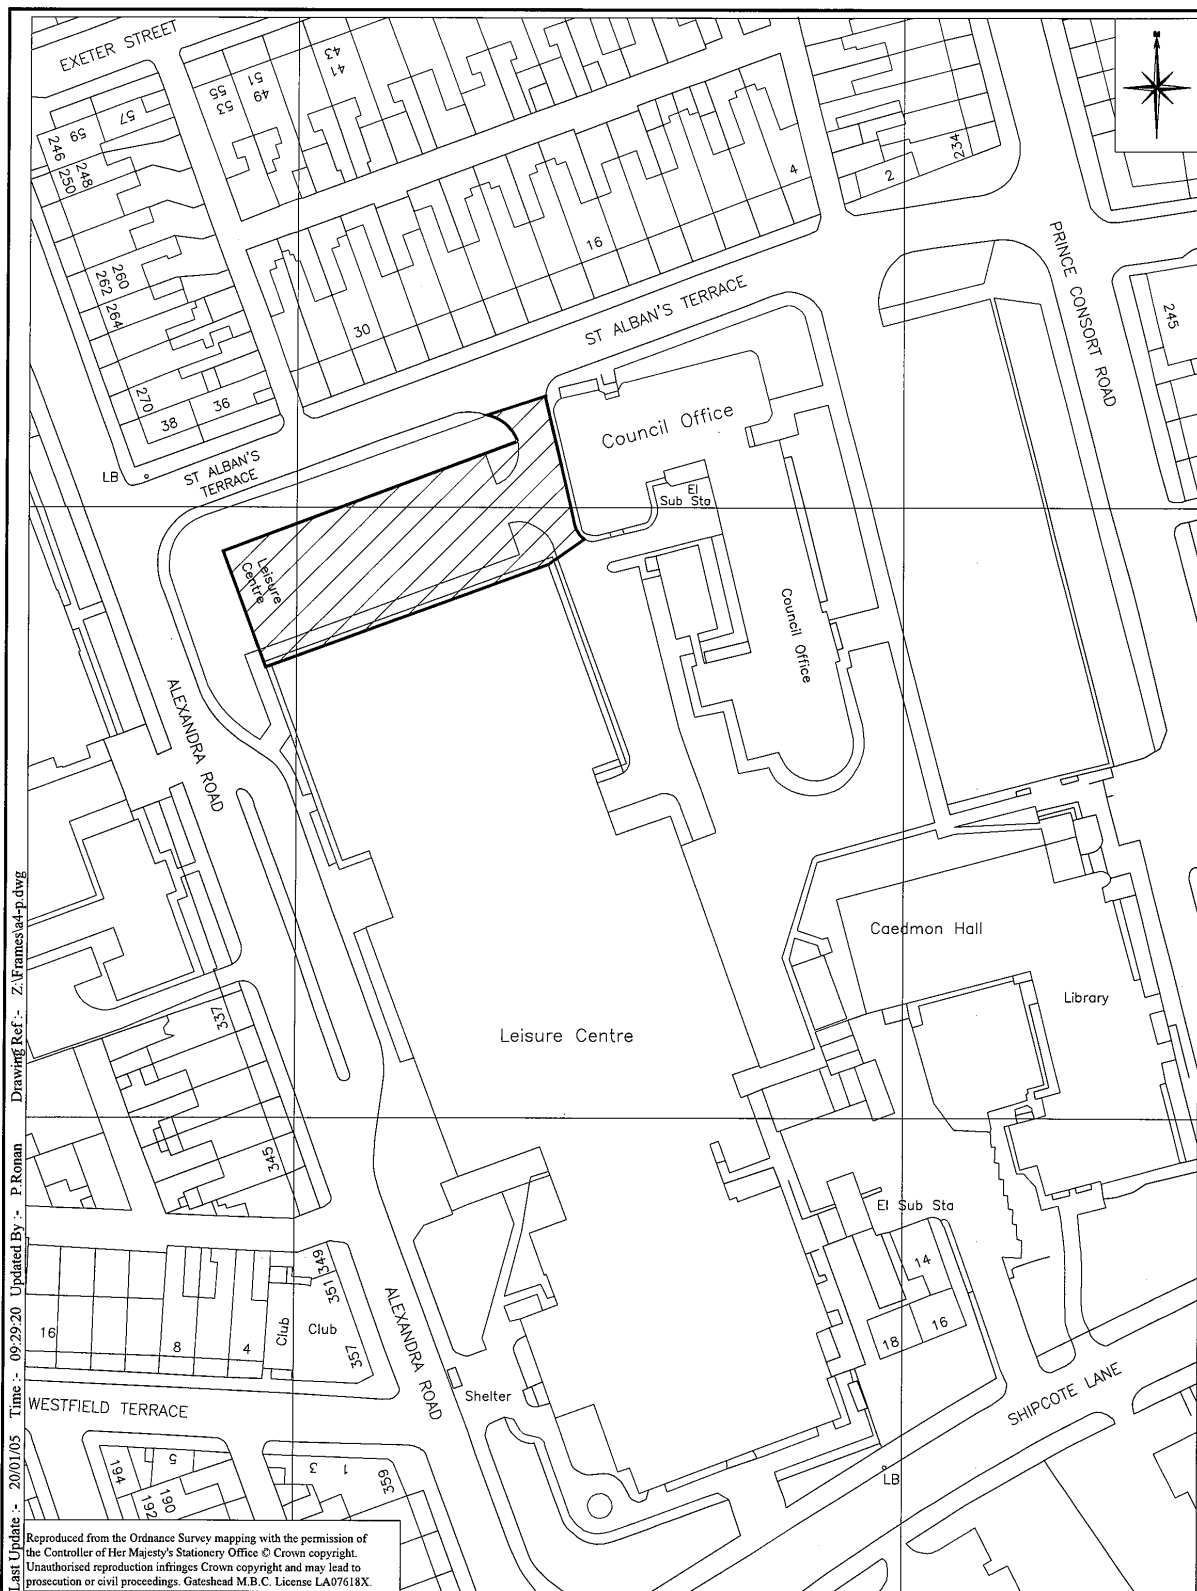 EXETER STREET
43
41
51
49
55
53
57
59
246
248
250
260
262
264
270
38
36
30
16
4
2
234
N
245
PRINCE CONSORT ROAD
ST ALBAN'S TERRACE
LB
ST ALBAN'S
TERRACE
Council Office
El
Sub Sta
Leisure
Centre
Council Office
ALEXANDRA ROAD
Caedmon Hall
Library
Leisure Centre
337
345
El Sub Sta
14
16
18
349
351
357
Club
Club
16
8
4
WESTFIELD TERRACE
ALEXANDRA ROAD
Shelter
SHIPCOTE LANE
LB
194
5
190
192
3
1
359
Last Update :- 20/01/05 Time :- 09:29:20 Updated By :- P.Ronan Drawing Ref :- Z:\Frames\a4-p.dwg
Reproduced from the Ordnance Survey mapping with the permission of
the Controller of Her Majesty's Stationery Office © Crown copyright.
Unauthorised reproduction infringes Crown copyright and may lead to
prosecution or civil proceedings. Gateshead M.B.C. License LA07618X.